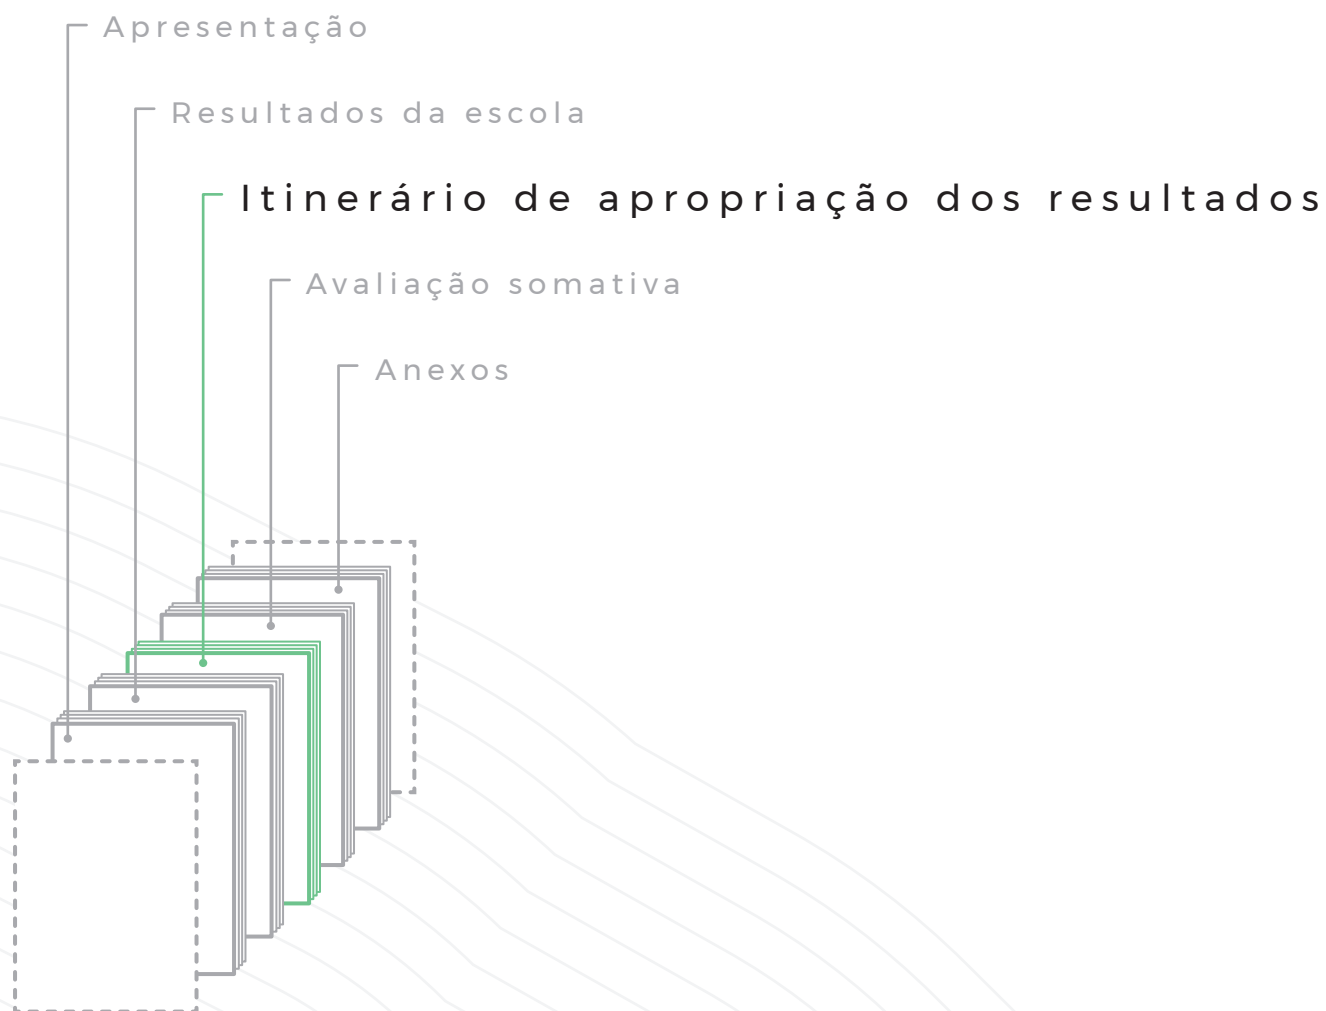 Apresentação
Resultados da escola
Itinerário de apropriação dos resultados
Avaliação somativa
Anexos